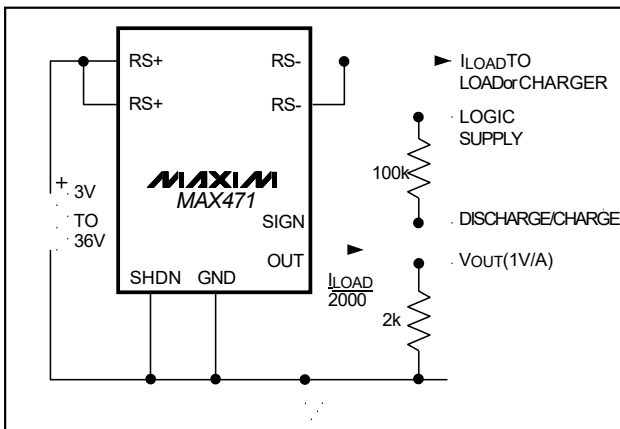 RS+
RS-
ILOADTO
LOADorCHARGER
RS+
RS-
LOGIC
SUPPLY
100k
MAXIM
MAX471
+
3V
TO
36V
SIGN
DISCHARGE/CHARGE
OUT
VOUT(1V/A)
SHDN
GND
ILOAD
2000
2k